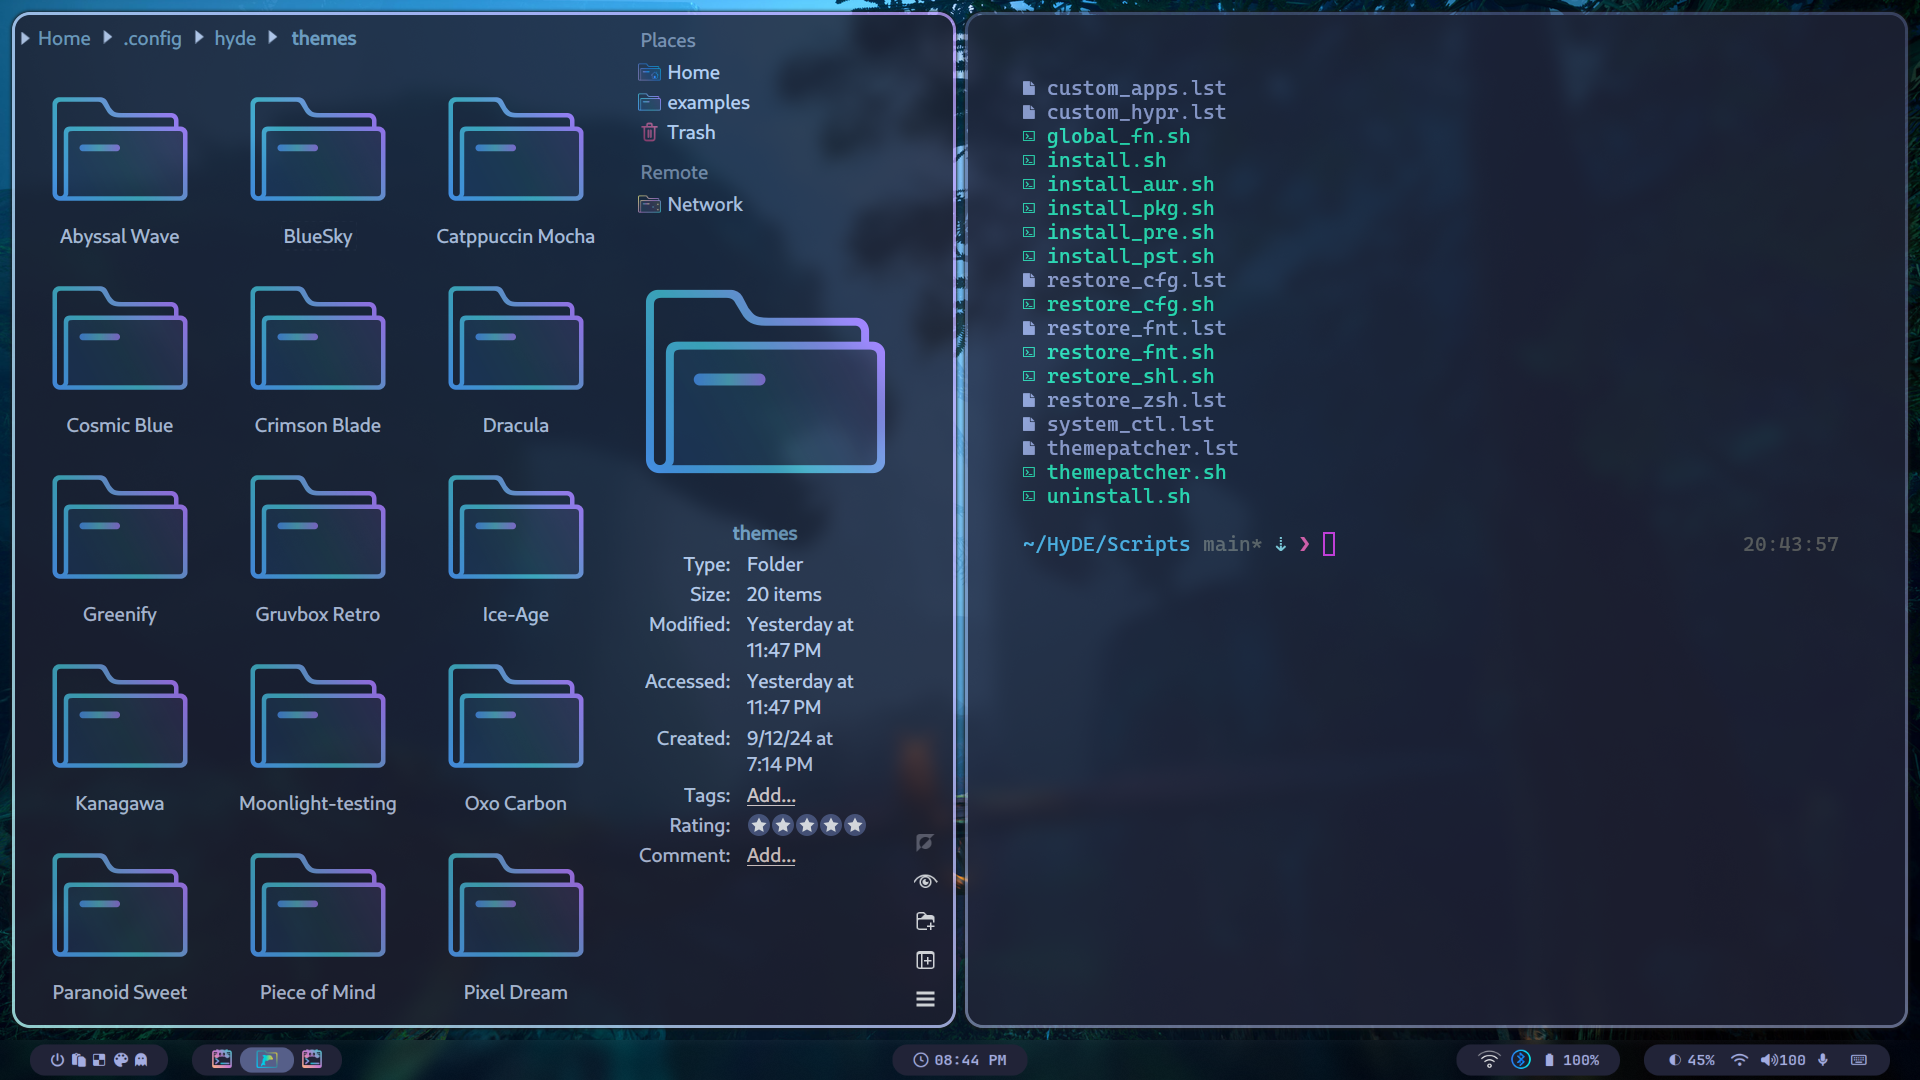 Home .config hyde themes
Abyssal Wave BlueSky Catppuccin Mocha
Cosmic Blue Crimson Blade Dracula
Greenify Gruvbox Retro Ice-Age
Kanagawa Moonlight-testing Oxo Carbon
Paranoid Sweet Piece of Mind Pixel Dream
Places
Home
examples
Trash
Remote
Network
themes
Type: Folder
Size: 20 items
Modified: Yesterday at
11:47 PM
Accessed: Yesterday at
11:47 PM
Created: 9/12/24 at
7:14 PM
Tags: Add...
Rating:
Comment: Add...
custom_apps.lst
custom_hypr.lst
global_fn.sh
install.sh
install_aur.sh
install_pkg.sh
install_pre.sh
install_pst.sh
restore_cfg.lst
restore_cfg.sh
restore_fnt.lst
restore_fnt.sh
restore_shl.sh
restore_zsh.lst
system_ctl.lst
themepatcher.lst
themepatcher.sh
uninstall.sh
~/HyDE/Scripts main* ⇣ ❯ 20:43:57
08:44 PM 100% 45% 100